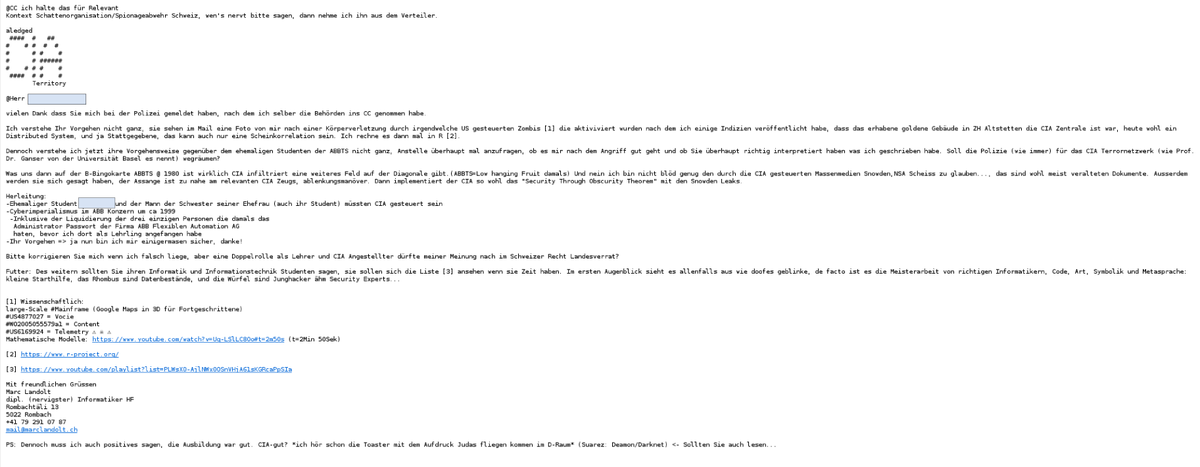 @CC ich halte das für Relevant
Kontext Schattenorganisation/Spionageabwehr Schweiz, wen's nervt bitte sagen, dann nehme ich ihn aus dem Verteiler.
aledged
 ####  #   ##
#    # #  #  #
#      # #    #
#      # ######
#    # # #    #
 ####  # #    #
Territory
@Herr
vielen Dank dass Sie mich bei der Polizei gemeldet haben, nach dem ich selber die Behörden ins CC genommen habe.
Ich verstehe Ihr Vorgehen nicht ganz, sie sehen im Mail eine Foto von mir nach einer Körperverletzung durch irgendwelche US gesteuerten Zombis [1] die aktiviviert wurden nach dem ich einige Indizien veröffentlicht habe, dass das erhabene goldene Gebäude in ZH Altstetten die CIA Zentrale ist war, heute wohl ein
Distributed System, und ja Stattgegebene, das kann auch nur eine Scheinkorrelation sein. Ich rechne es dann mal in R [2].
Dennoch verstehe ich jetzt ihre Vorgehensweise gegenüber dem ehemaligen Studenten der ABBTS nicht ganz, Anstelle überhaupt mal anzufragen, ob es mir nach dem Angriff gut geht und ob Sie überhaupt richtig interpretiert haben was ich geschrieben habe. Soll die Polizie (vie immer) für das CIA Terrornetzwerk (vie Prof.
Dr. Ganser von der Universität Basel es nennt) wegräumen?
Was uns dann auf der B-Bingokarte ABBTS @ 1980 ist wirklich CIA infiltriert eine weiteres Feld auf der Diagonale gibt.(ABBTS=Low hanging Fruit damals) Und nein ich bin nicht blöd genug den durch die CIA gesteuerten Massenmedien Snowden,NSA Scheiss zu glauben..., das sind wohl meist veraltete Dokumente. Ausserdem
werden sie sich gesagt haben, der Assange ist zu nahe am relevanten CIA Zeugs, ablenkungsmanöver. Dann implementiert der CIA so wohl das "Security Through Obscurity Theorem" mit den Snowden Leaks.
Herleitung:
-Ehemaliger Student und der Mann der Schwester seiner Ehefrau (auch ihr Student) müssten CIA gesteuert sein
-Cyberimperialismus im ABB Konzern um ca 1999
-Inklusive der Liquidierung der drei einzigen Personen die damals das
Administrator Passwort der Firma ABB Flexiblen Automation AG
haten, bevor ich dort als Lehrling angefangen habe
-Ihr Vorgehen => ja nun bin ich mir einigermasen sicher, danke!
Bitte korrigieren Sie mich wenn ich falsch liege, aber eine Doppelrolle als Lehrer und CIA Angestellter dürfte meiner Meinung nach im Schweizer Recht Landesverrat?
Futter: Des weitern sollten Sie ihren Informatik und Informationstechnik Studenten sagen, sie sollen sich die Liste [3] ansehen wenn sie Zeit haben. Im ersten Augenblick sieht es allenfalls aus vie doofes geblinke, de facto ist es die Meisterarbeit von richtigen Informatikern, Code, Art, Symbolik und Metasprache:
kleine Starthilfe, das Rhombus sind Datenbestände, und die Würfel sind Junghacker ähm Security Experts...
[1] Wissenschaftlich:
large-Scale #Mainframe (Google Maps in 3D für Fortgeschrittene)
#US4877027 = Vocie
#WO2005055579a1 = Content
#US6169924 = Telemetry
Mathematische Modelle: https://www.youtube.com/watch?v=Uq-LSlLC80o#t=2m50s (t=2Min 50Sek)
[2] https://www.r-project.org/
[3]
Mit freundlichen Grüssen
Marc Landolt
dipl. (nervigster) Informatiker HF
Rombachtäli 13
5022 Rombach
+41 79 291 07 87
mail@marclandolt.ch
PS: Dennoch muss ich auch positives sagen, die Ausbildung war gut. CIA-gut? *ich hör schon die Toaster mit dem Aufdruck Judas fliegen kommen im D-Raum* (Suarez: Deamon/Darknet) <- Sollten Sie auch lesen...